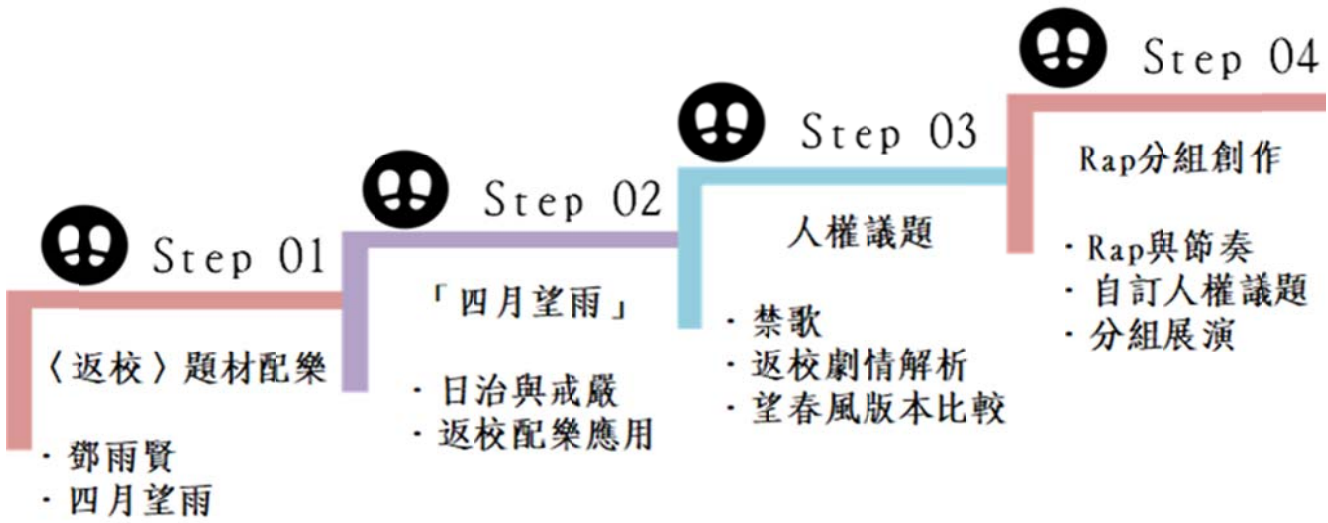 Step 01
〈返校〉題材配樂
· 鄧雨賢
· 四月望雨
Step 02
「四月望雨」
· 日治與戒嚴
· 返校配樂應用
Step 03
人權議題
· 禁歌
· 返校劇情解析
· 望春風版本比較
Step 04
Rap分組創作
· Rap與節奏
· 自訂人權議題
· 分組展演